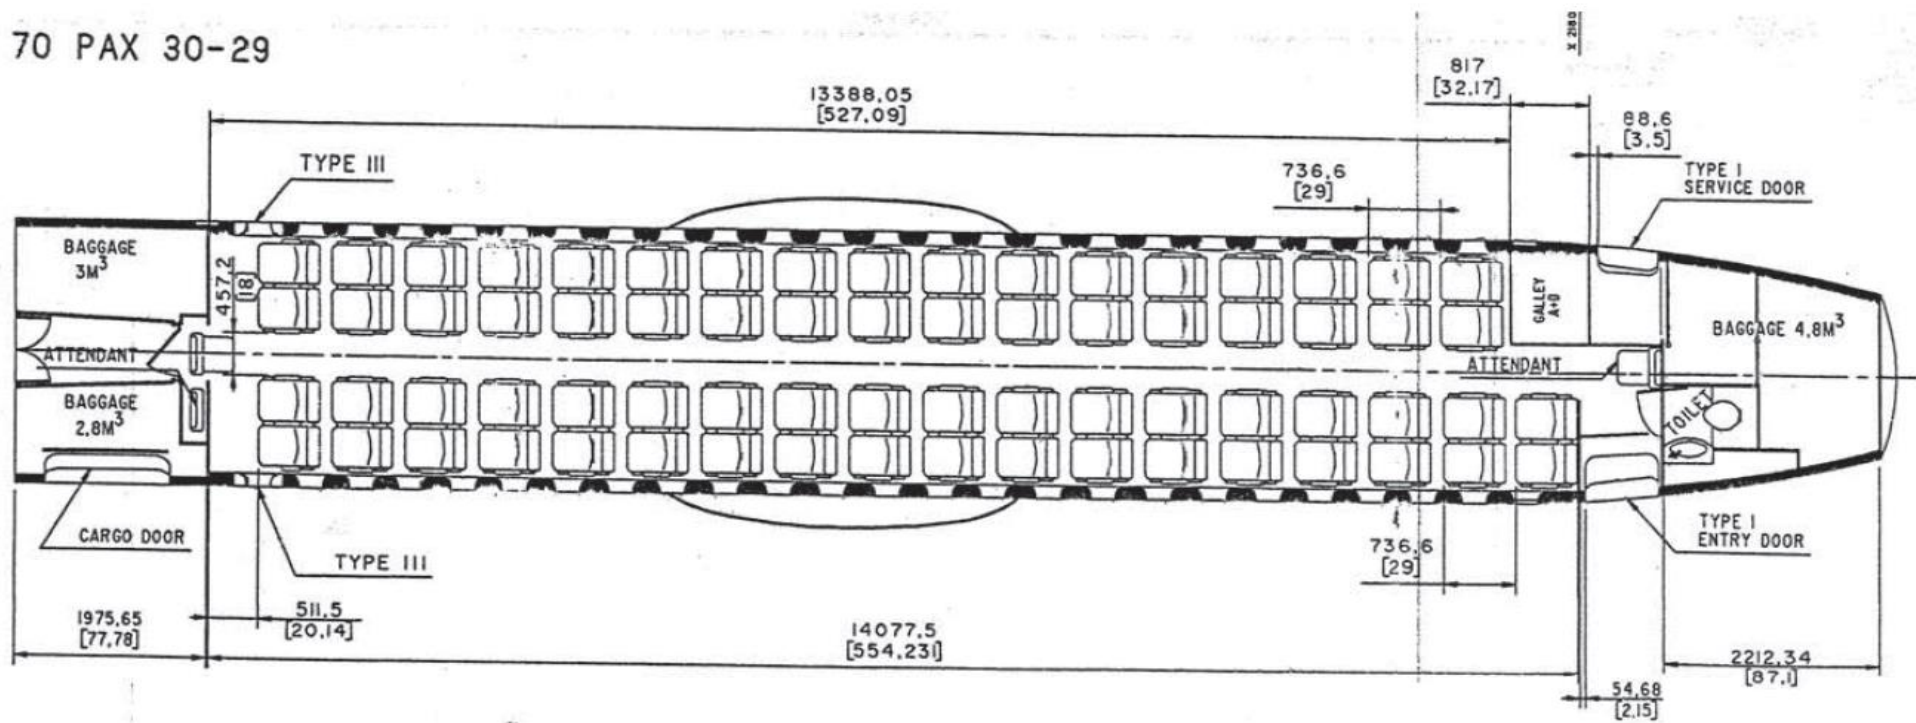 70 PAX 30-29
X 2180
13388,05
[527,09]
817
[32,17]
88,6
[3,5]
TYPE III
736,6
[29]
TYPE I
SERVICE DOOR
BAGGAGE
3M³
457,2
18
GALLEY
A+D
BAGGAGE 4,8M³
ATTENDANT
ATTENDANT
BAGGAGE
2,8M³
TOILET
CARGO DOOR
TYPE III
736,6
[29]
TYPE I
ENTRY DOOR
1975,65
[77,78]
511,5
[20,14]
14077,5
[554,231]
2212,34
[87,1]
54,68
[2,15]